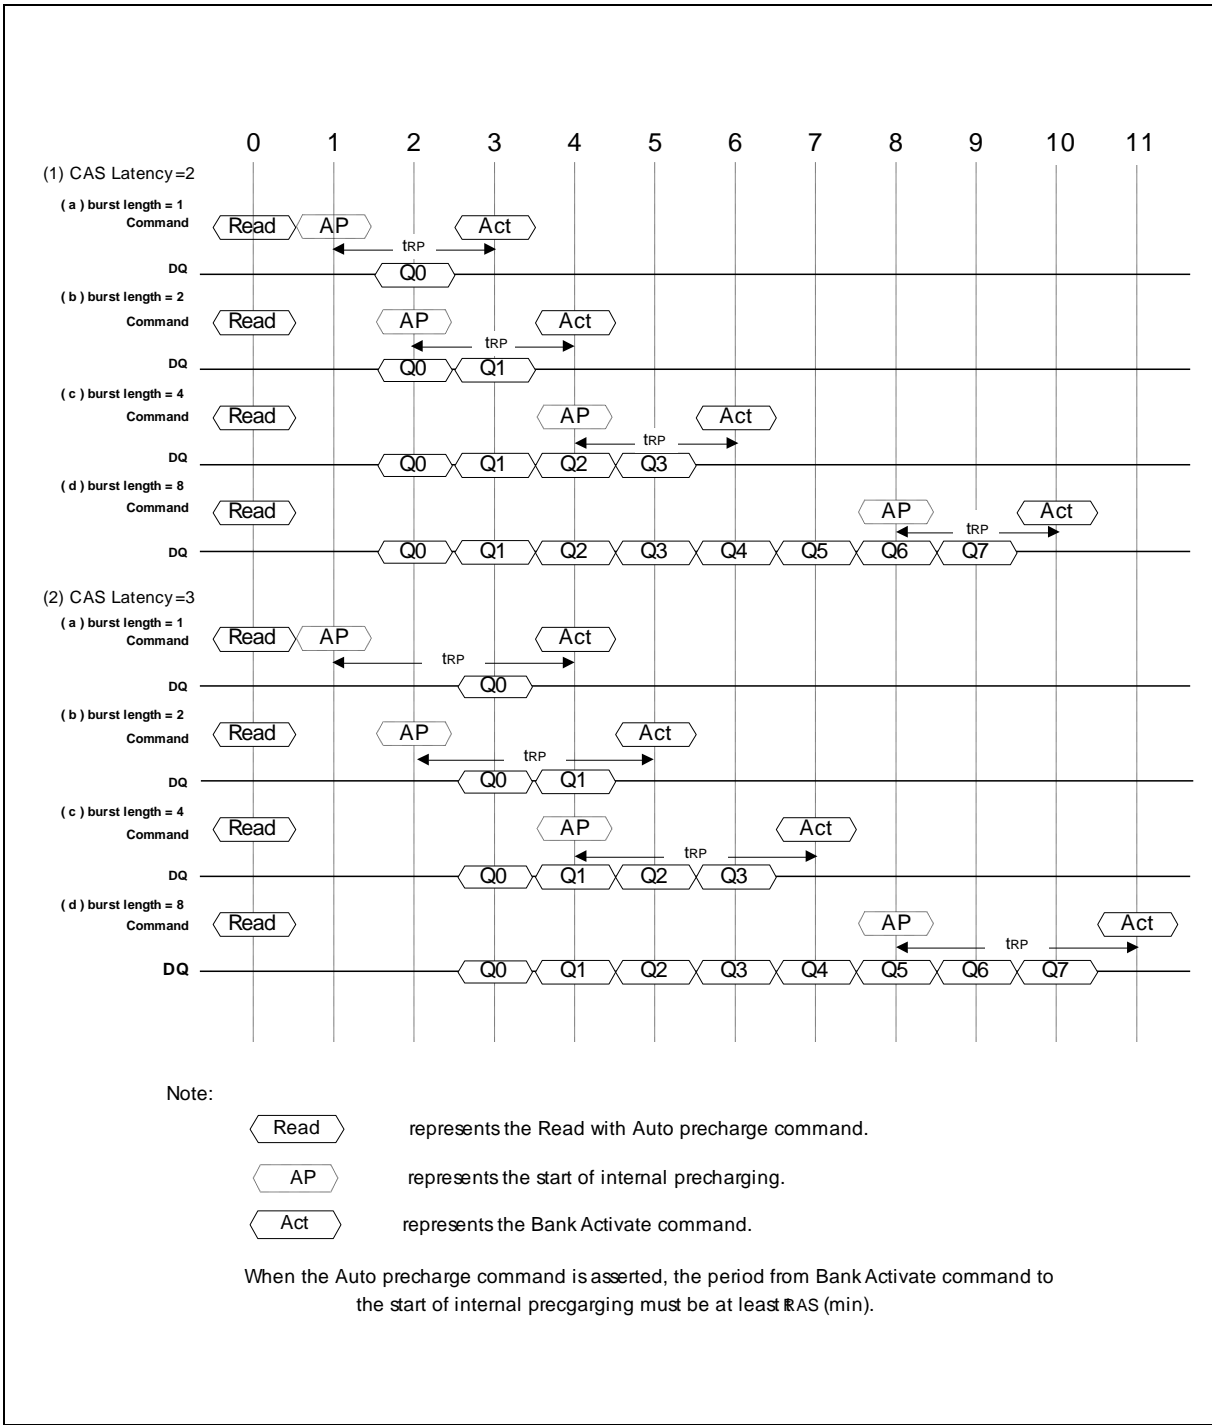 0 1 2 3 4 5 6 7 8 9 10 11
(1) CAS Latency=2
( a ) burst length = 1
Command Read AP Act
tRP
DQ Q0
( b ) burst length = 2
Command Read AP Act
tRP
DQ Q0 Q1
( c ) burst length = 4
Command Read AP Act
tRP
DQ Q0 Q1 Q2 Q3
( d ) burst length = 8
Command Read AP Act
tRP
DQ Q0 Q1 Q2 Q3 Q4 Q5 Q6 Q7
(2) CAS Latency=3
( a ) burst length = 1
Command Read AP Act
tRP
DQ Q0
( b ) burst length = 2
Command Read AP Act
tRP
DQ Q0 Q1
( c ) burst length = 4
Command Read AP Act
tRP
DQ Q0 Q1 Q2 Q3
( d ) burst length = 8
Command Read AP Act
tRP
DQ Q0 Q1 Q2 Q3 Q4 Q5 Q6 Q7
Note:
Read represents the Read with Auto precharge command.
AP represents the start of internal precharging.
Act represents the Bank Activate command.
When the Auto precharge command is asserted, the period from Bank Activate command to
the start of internal precgarging must be at least tRAS (min).